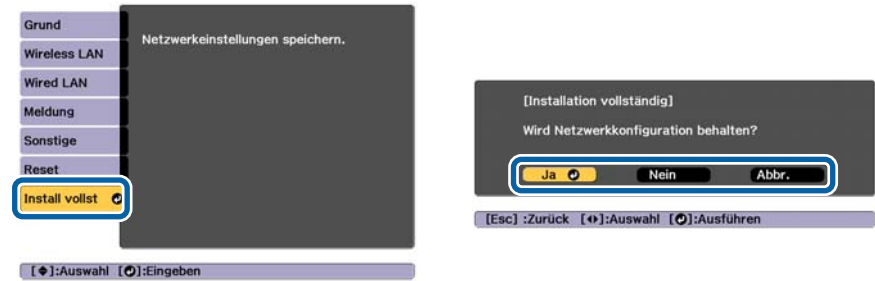 Grund
Wireless LAN
Wired LAN
Meldung
Sonstige
Reset
Install vollst
Netzwerkeinstellungen speichern.
[◆]:Auswahl [⏎]:Eingeben
[Installation vollständig]
Wird Netzwerkkonfiguration behalten?
Ja Nein Abbr.
[Esc] :Zurück [◀▶]:Auswahl [⏎]:Ausführen